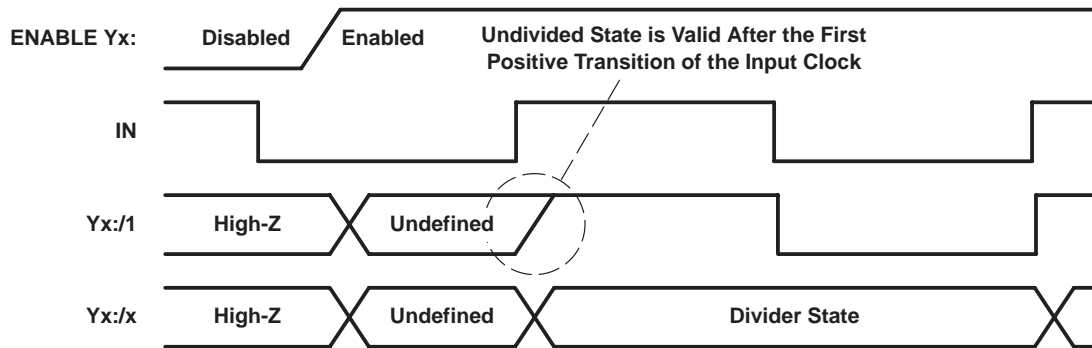 ENABLE Yx: Disabled Enabled
Undivided State is Valid After the First
Positive Transition of the Input Clock
IN
Yx:/1 High-Z Undefined
Yx:/x High-Z Undefined Divider State